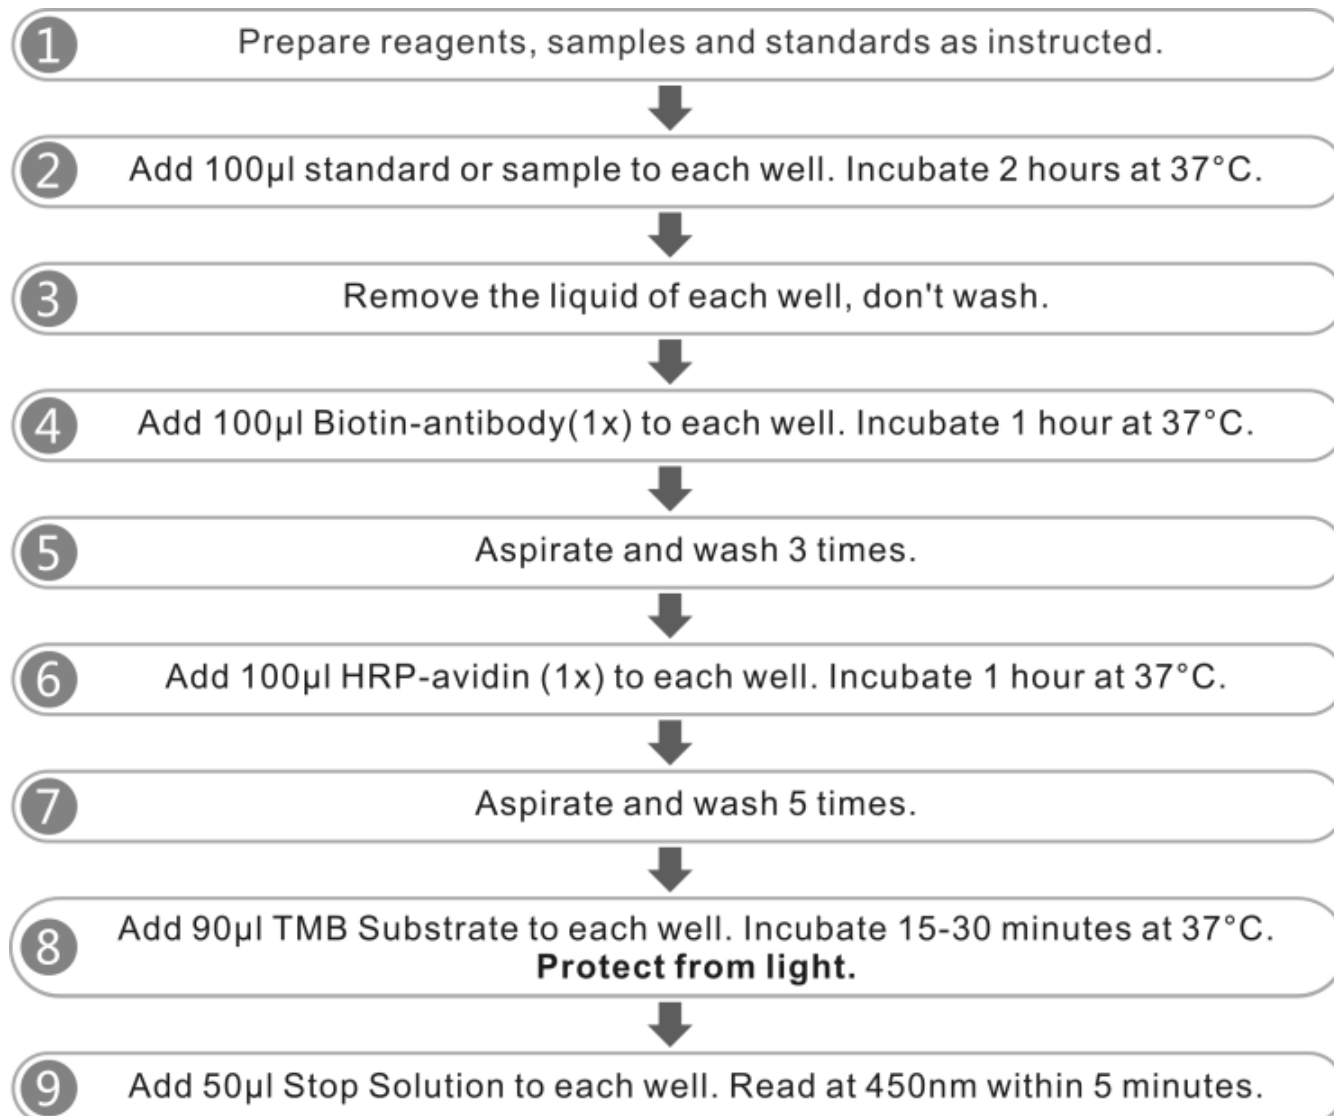 1 Prepare reagents, samples and standards as instructed.
2 Add 100μl standard or sample to each well. Incubate 2 hours at 37°C.
3 Remove the liquid of each well, don't wash.
4 Add 100μl Biotin-antibody(1x) to each well. Incubate 1 hour at 37°C.
5 Aspirate and wash 3 times.
6 Add 100μl HRP-avidin (1x) to each well. Incubate 1 hour at 37°C.
7 Aspirate and wash 5 times.
8 Add 90μl TMB Substrate to each well. Incubate 15-30 minutes at 37°C.
Protect from light.
9 Add 50μl Stop Solution to each well. Read at 450nm within 5 minutes.